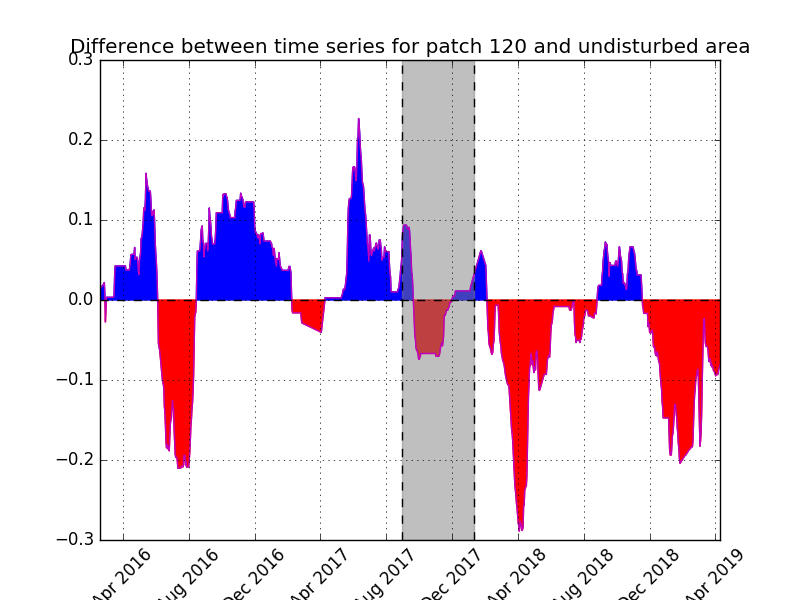 Difference between time series for patch 120 and undisturbed area
0.3
0.2
0.1
0.0
−0.1
−0.2
−0.3
Apr 2016
Aug 2016
Dec 2016
Apr 2017
Aug 2017
Dec 2017
Apr 2018
Aug 2018
Dec 2018
Apr 2019